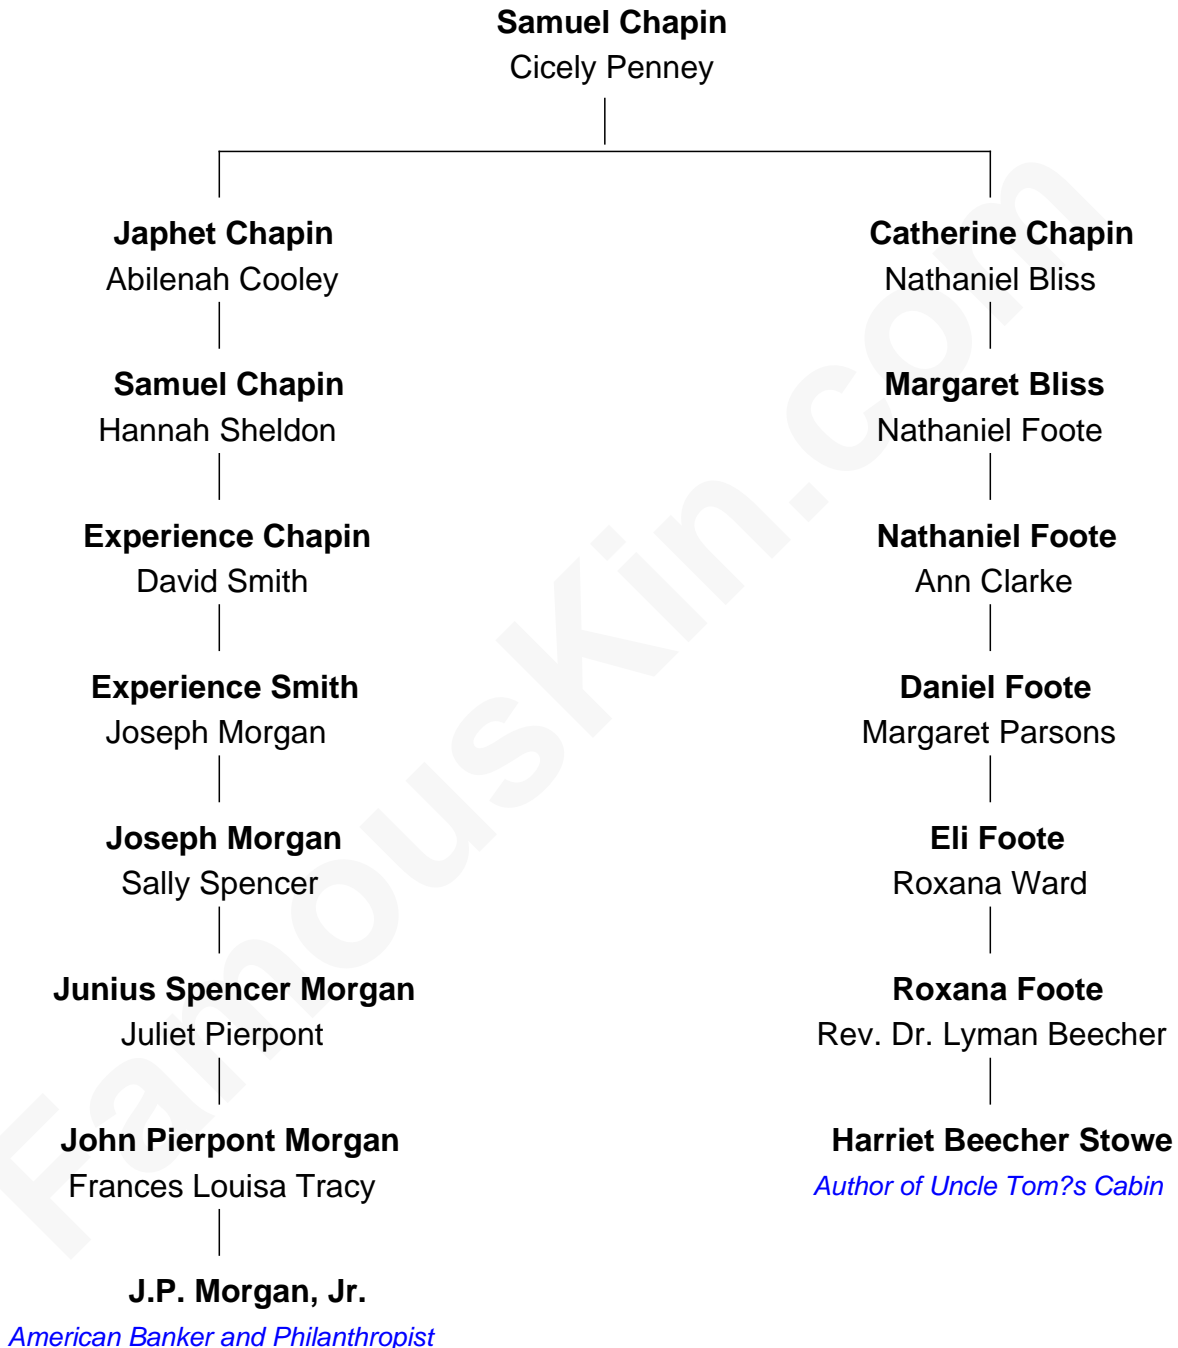 Samuel Chapin
Cicely Penney
Japhet Chapin
Abilenah Cooley
Catherine Chapin
Nathaniel Bliss
Samuel Chapin
Hannah Sheldon
Margaret Bliss
Nathaniel Foote
Experience Chapin
David Smith
Nathaniel Foote
Ann Clarke
Experience Smith
Joseph Morgan
Daniel Foote
Margaret Parsons
Joseph Morgan
Sally Spencer
Eli Foote
Roxana Ward
Junius Spencer Morgan
Juliet Pierpont
Roxana Foote
Rev. Dr. Lyman Beecher
John Pierpont Morgan
Frances Louisa Tracy
Harriet Beecher Stowe
Author of Uncle Tom?s Cabin
J.P. Morgan, Jr.
American Banker and Philanthropist
FamousKin.com